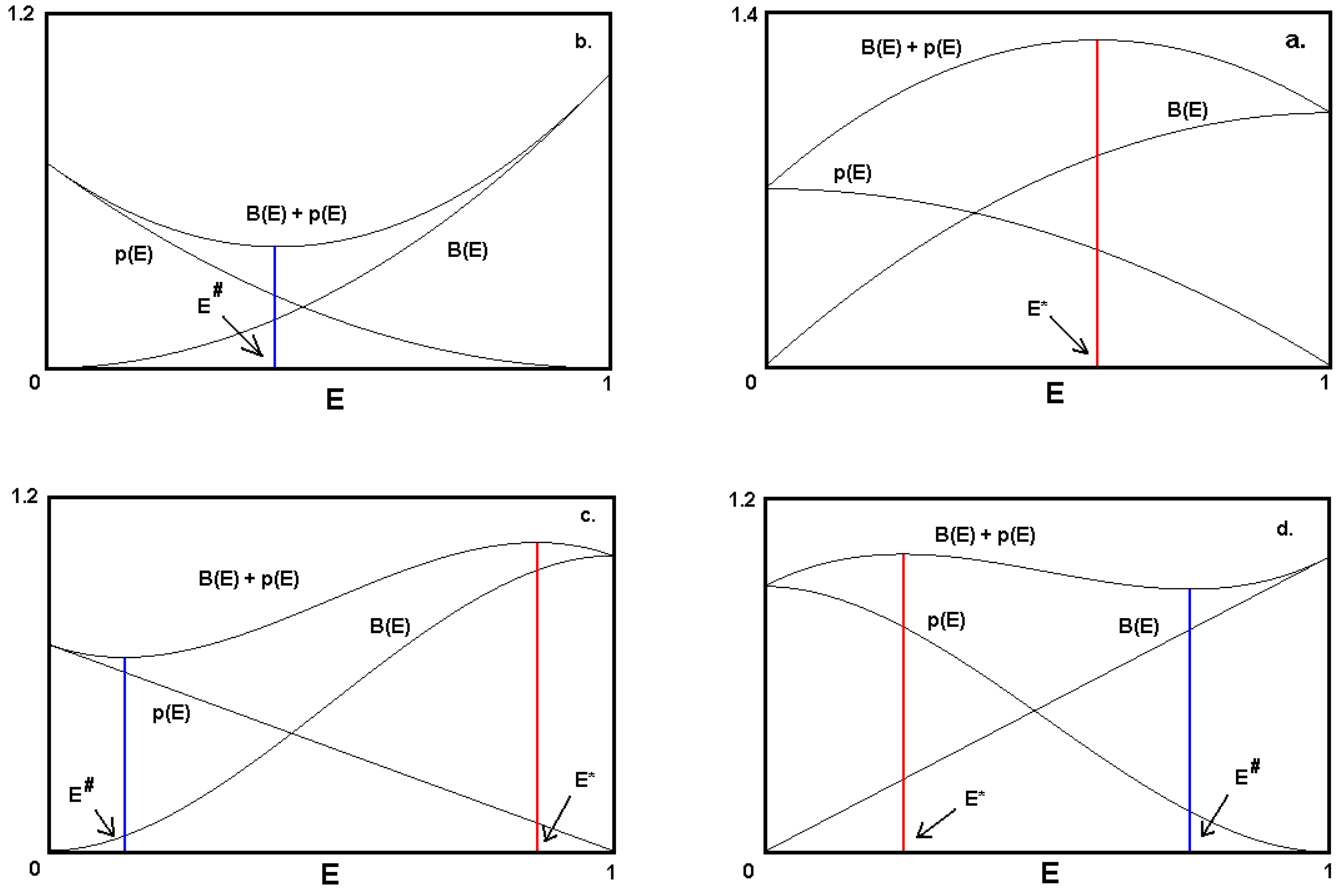 1.2
b.
B(E) + p(E)
p(E)
B(E)
E#
0
1
E
1.4
a.
B(E) + p(E)
B(E)
p(E)
E*
0
1
E
1.2
c.
B(E) + p(E)
B(E)
p(E)
E#
E*
0
1
E
1.2
d.
B(E) + p(E)
p(E)
B(E)
E#
E*
0
1
E